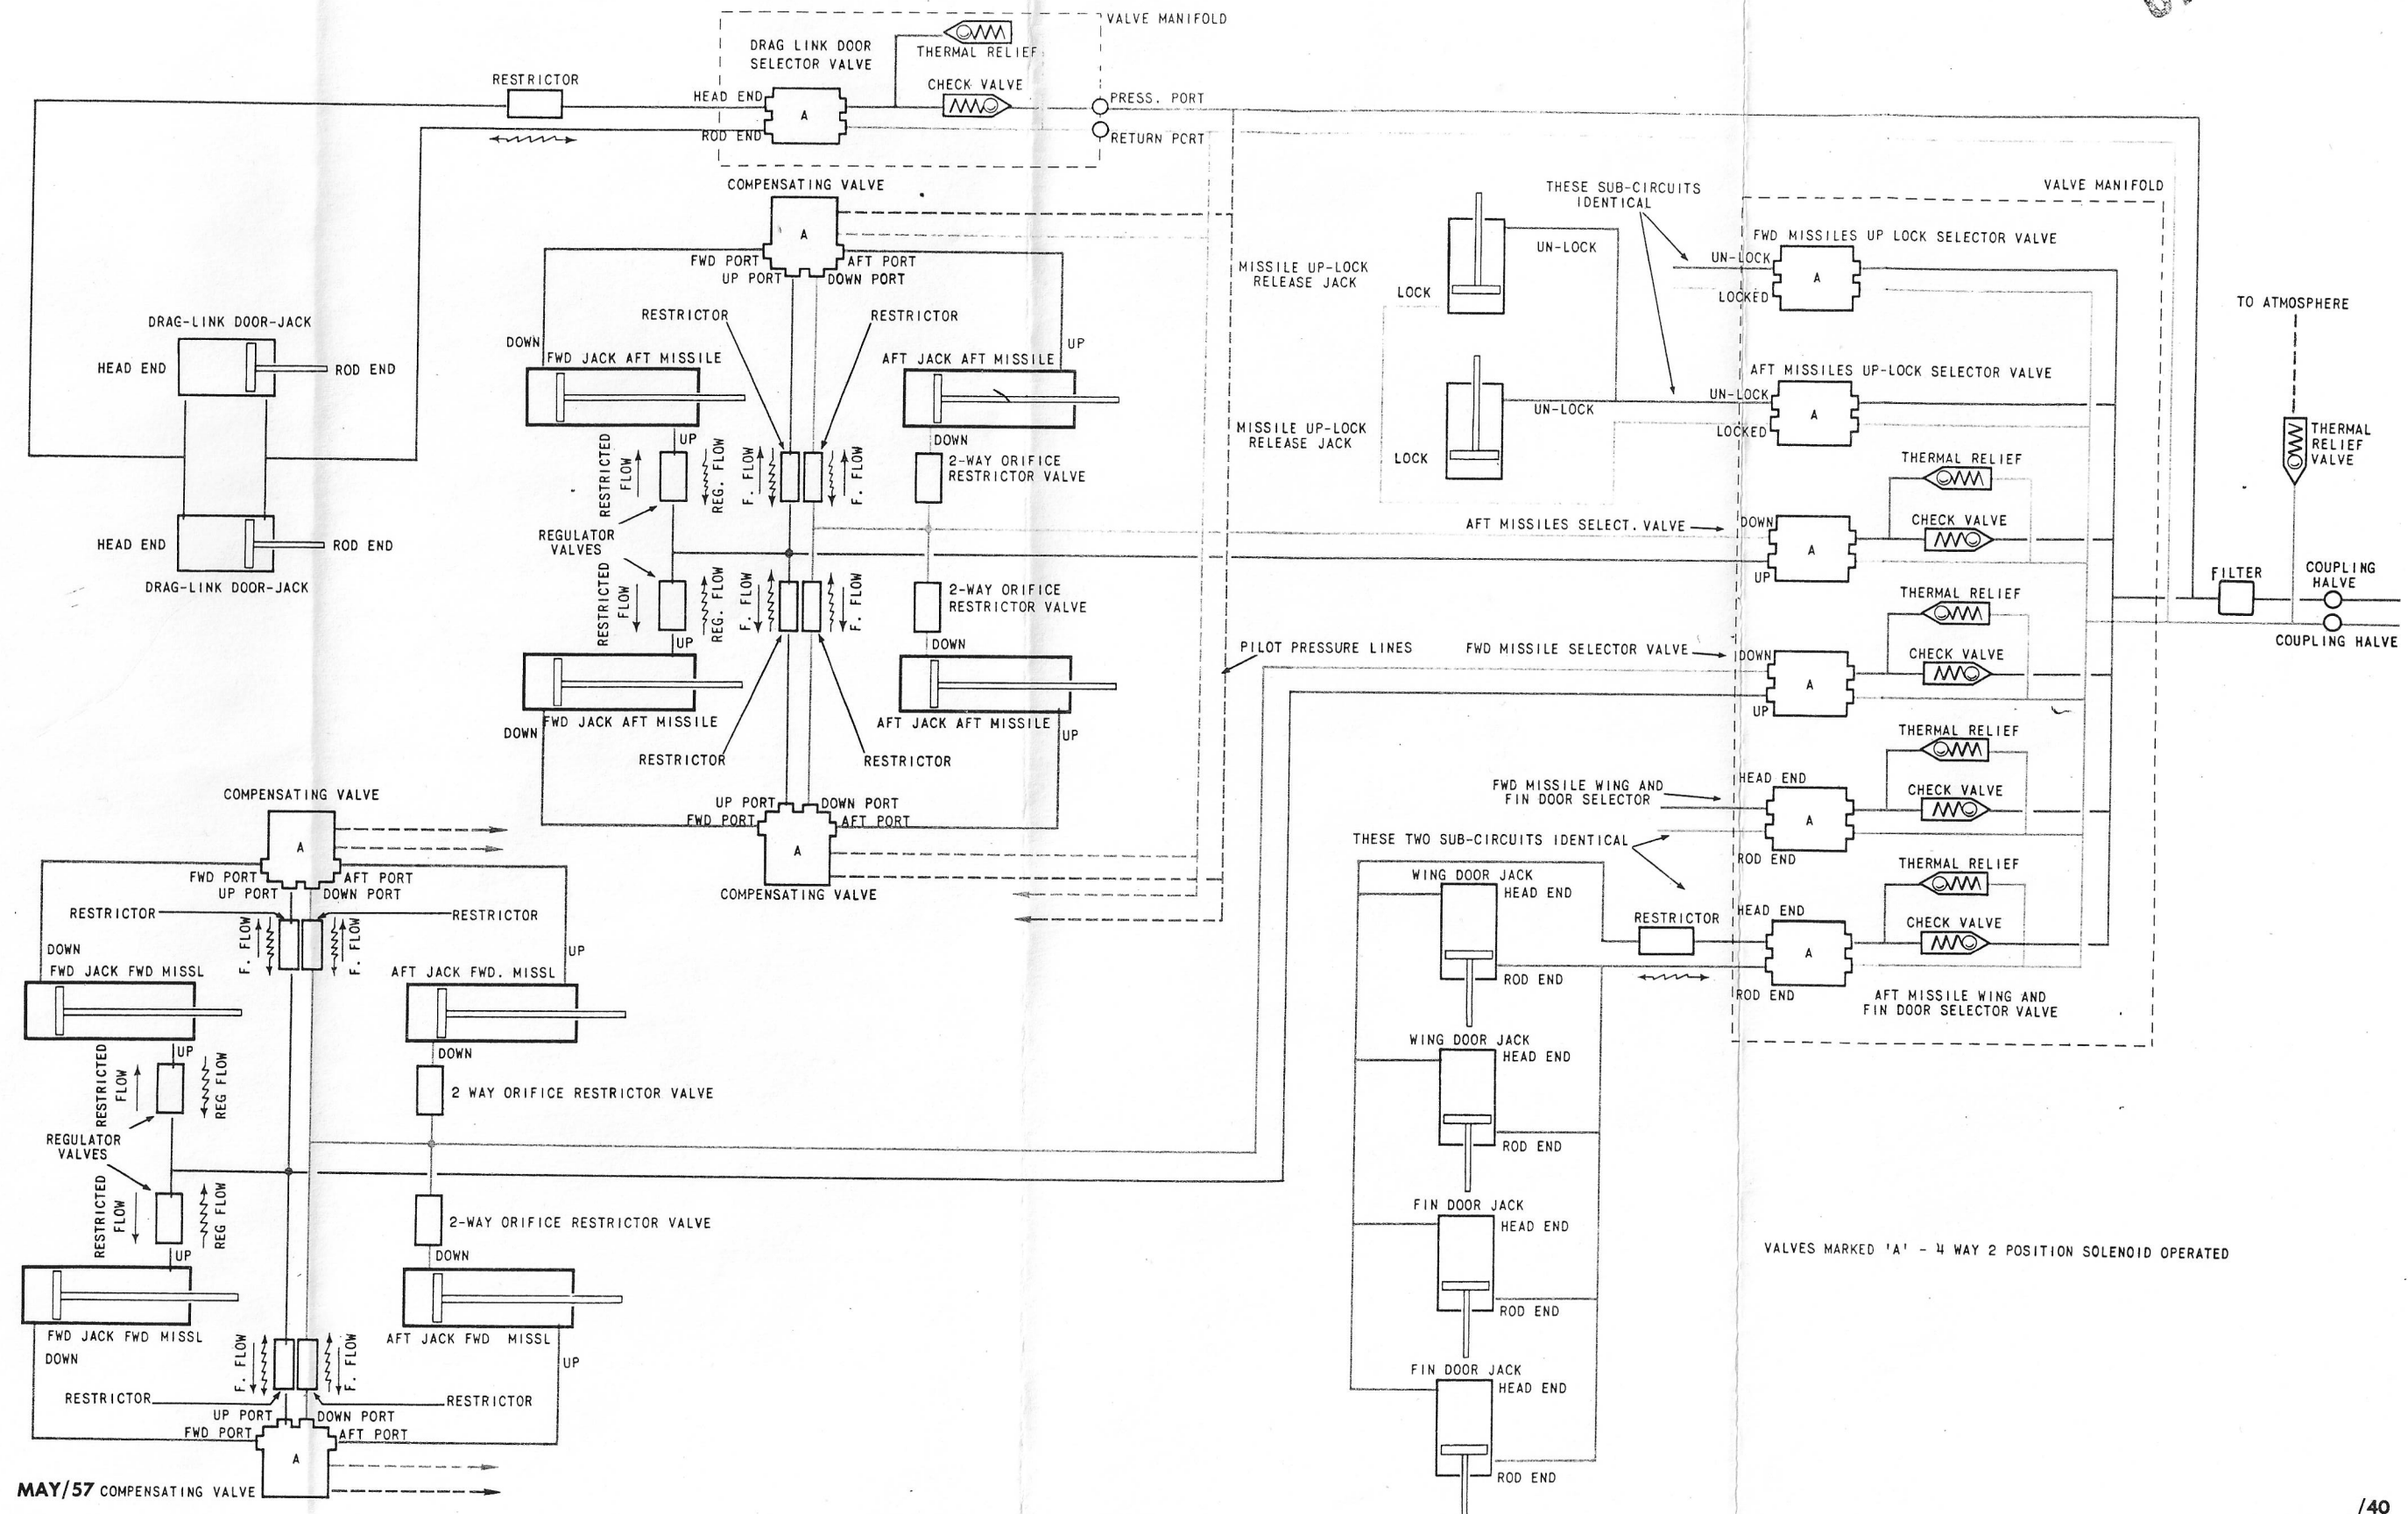 VALVE MANIFOLD
DRAG LINK DOOR
SELECTOR VALVE
THERMAL RELIEF
RESTRICTOR
CHECK VALVE
HEAD END
A
PRESS. PORT
ROD END
RETURN PORT
COMPENSATING VALVE
A
FWD PORT
AFT PORT
UP PORT
DOWN PORT
RESTRICTOR
RESTRICTOR
DRAG-LINK DOOR-JACK
HEAD END
ROD END
HEAD END
ROD END
DRAG-LINK DOOR-JACK
DOWN
UP
FWD JACK AFT MISSILE
AFT JACK AFT MISSILE
UP
DOWN
RESTRICTED
FLOW
REG. FLOW
F. FLOW
F. FLOW
2-WAY ORIFICE
RESTRICTOR VALVE
REGULATOR
VALVES
RESTRICTED
FLOW
REG. FLOW
F. FLOW
F. FLOW
2-WAY ORIFICE
RESTRICTOR VALVE
UP
DOWN
FWD JACK AFT MISSILE
AFT JACK AFT MISSILE
DOWN
UP
RESTRICTOR
RESTRICTOR
UP PORT
DOWN PORT
FWD PORT
AFT PORT
A
COMPENSATING VALVE
THESE SUB-CIRCUITS
IDENTICAL
VALVE MANIFOLD
FWD MISSILES UP LOCK SELECTOR VALVE
UN-LOCK
UN-LOCK
A
MISSILE UP-LOCK
RELEASE JACK
LOCK
LOCKED
TO ATMOSPHERE
AFT MISSILES UP-LOCK SELECTOR VALVE
UN-LOCK
UN-LOCK
A
MISSILE UP-LOCK
RELEASE JACK
LOCKED
LOCK
THERMAL
RELIEF
VALVE
THERMAL RELIEF
AFT MISSILES SELECT. VALVE
DOWN
CHECK VALVE
A
UP
FILTER
COUPLING
HALVE
COUPLING HALVE
THERMAL RELIEF
PILOT PRESSURE LINES
FWD MISSILE SELECTOR VALVE
DOWN
CHECK VALVE
A
UP
THERMAL RELIEF
FWD MISSILE WING AND
FIN DOOR SELECTOR
HEAD END
CHECK VALVE
A
ROD END
THESE TWO SUB-CIRCUITS IDENTICAL
THERMAL RELIEF
WING DOOR JACK
HEAD END
RESTRICTOR
HEAD END
CHECK VALVE
A
ROD END
ROD END
AFT MISSILE WING AND
FIN DOOR SELECTOR VALVE
WING DOOR JACK
HEAD END
ROD END
FIN DOOR JACK
HEAD END
ROD END
FIN DOOR JACK
HEAD END
ROD END
VALVES MARKED 'A' - 4 WAY 2 POSITION SOLENOID OPERATED
COMPENSATING VALVE
A
FWD PORT
AFT PORT
UP PORT
DOWN PORT
RESTRICTOR
F. FLOW
F. FLOW
RESTRICTOR
DOWN
UP
FWD JACK FWD MISSL
AFT JACK FWD. MISSL
UP
DOWN
RESTRICTED
FLOW
REG FLOW
2 WAY ORIFICE RESTRICTOR VALVE
REGULATOR
VALVES
RESTRICTED
FLOW
REG FLOW
2-WAY ORIFICE RESTRICTOR VALVE
UP
DOWN
FWD JACK FWD MISSL
AFT JACK FWD MISSL
DOWN
UP
F. FLOW
F. FLOW
RESTRICTOR
RESTRICTOR
UP PORT
DOWN PORT
FWD PORT
AFT PORT
A
MAY/57 COMPENSATING VALVE
/40